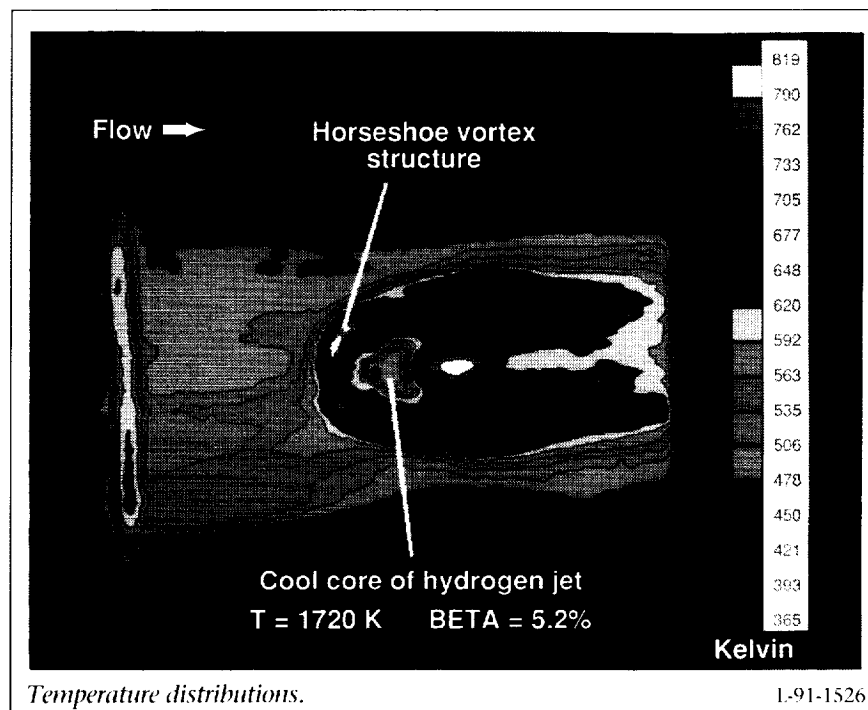 Flow
Horseshoe vortex
structure
819
790
762
733
705
677
648
620
592
563
535
506
478
450
421
393
365
Kelvin
Cool core of hydrogen jet
T = 1720 K BETA = 5.2%
Temperature distributions.
L-91-1526